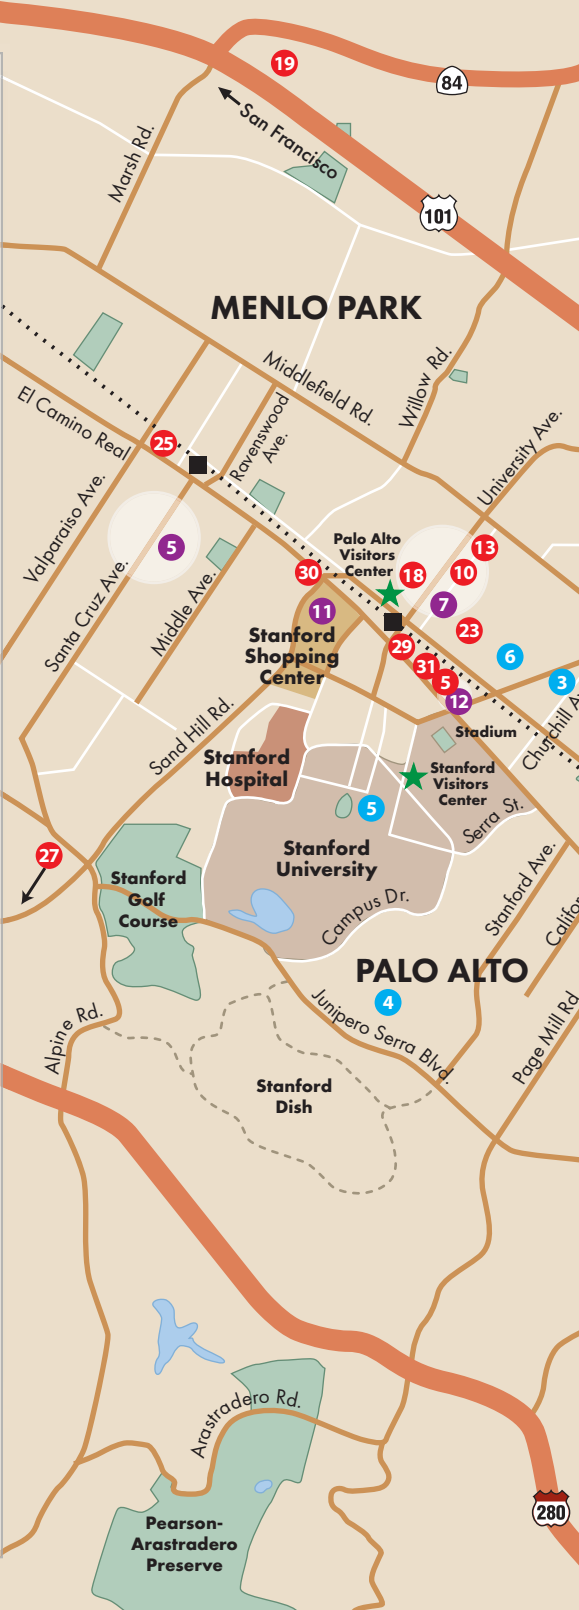 19
84
San Francisco
Marsh Rd.
101
MENLO PARK
Middlefield Rd.
Willow Rd.
El Camino Real
Ravenswood
Ave.
University Ave.
25
Valparaiso Ave.
5
Santa Cruz Ave.
Middle Ave.
Palo Alto
Visitors
Center
13
10
18
30
7
11
23
29
6
31
5
3
12
Stanford
Shopping
Center
Churchill A
Sand Hill Rd.
Stadium
Stanford
Hospital
Stanford
Visitors
Center
5
Serra St.
Stanford
University
27
Stanford
Golf
Course
Campus Dr.
Stanford Ave.
Califor
PALO ALTO
4
Junipero Serra Blvd.
Page Mill Rd
Alpine Rd.
Stanford
Dish
Arastradero Rd.
280
Pearson-
Arastradero
Preserve